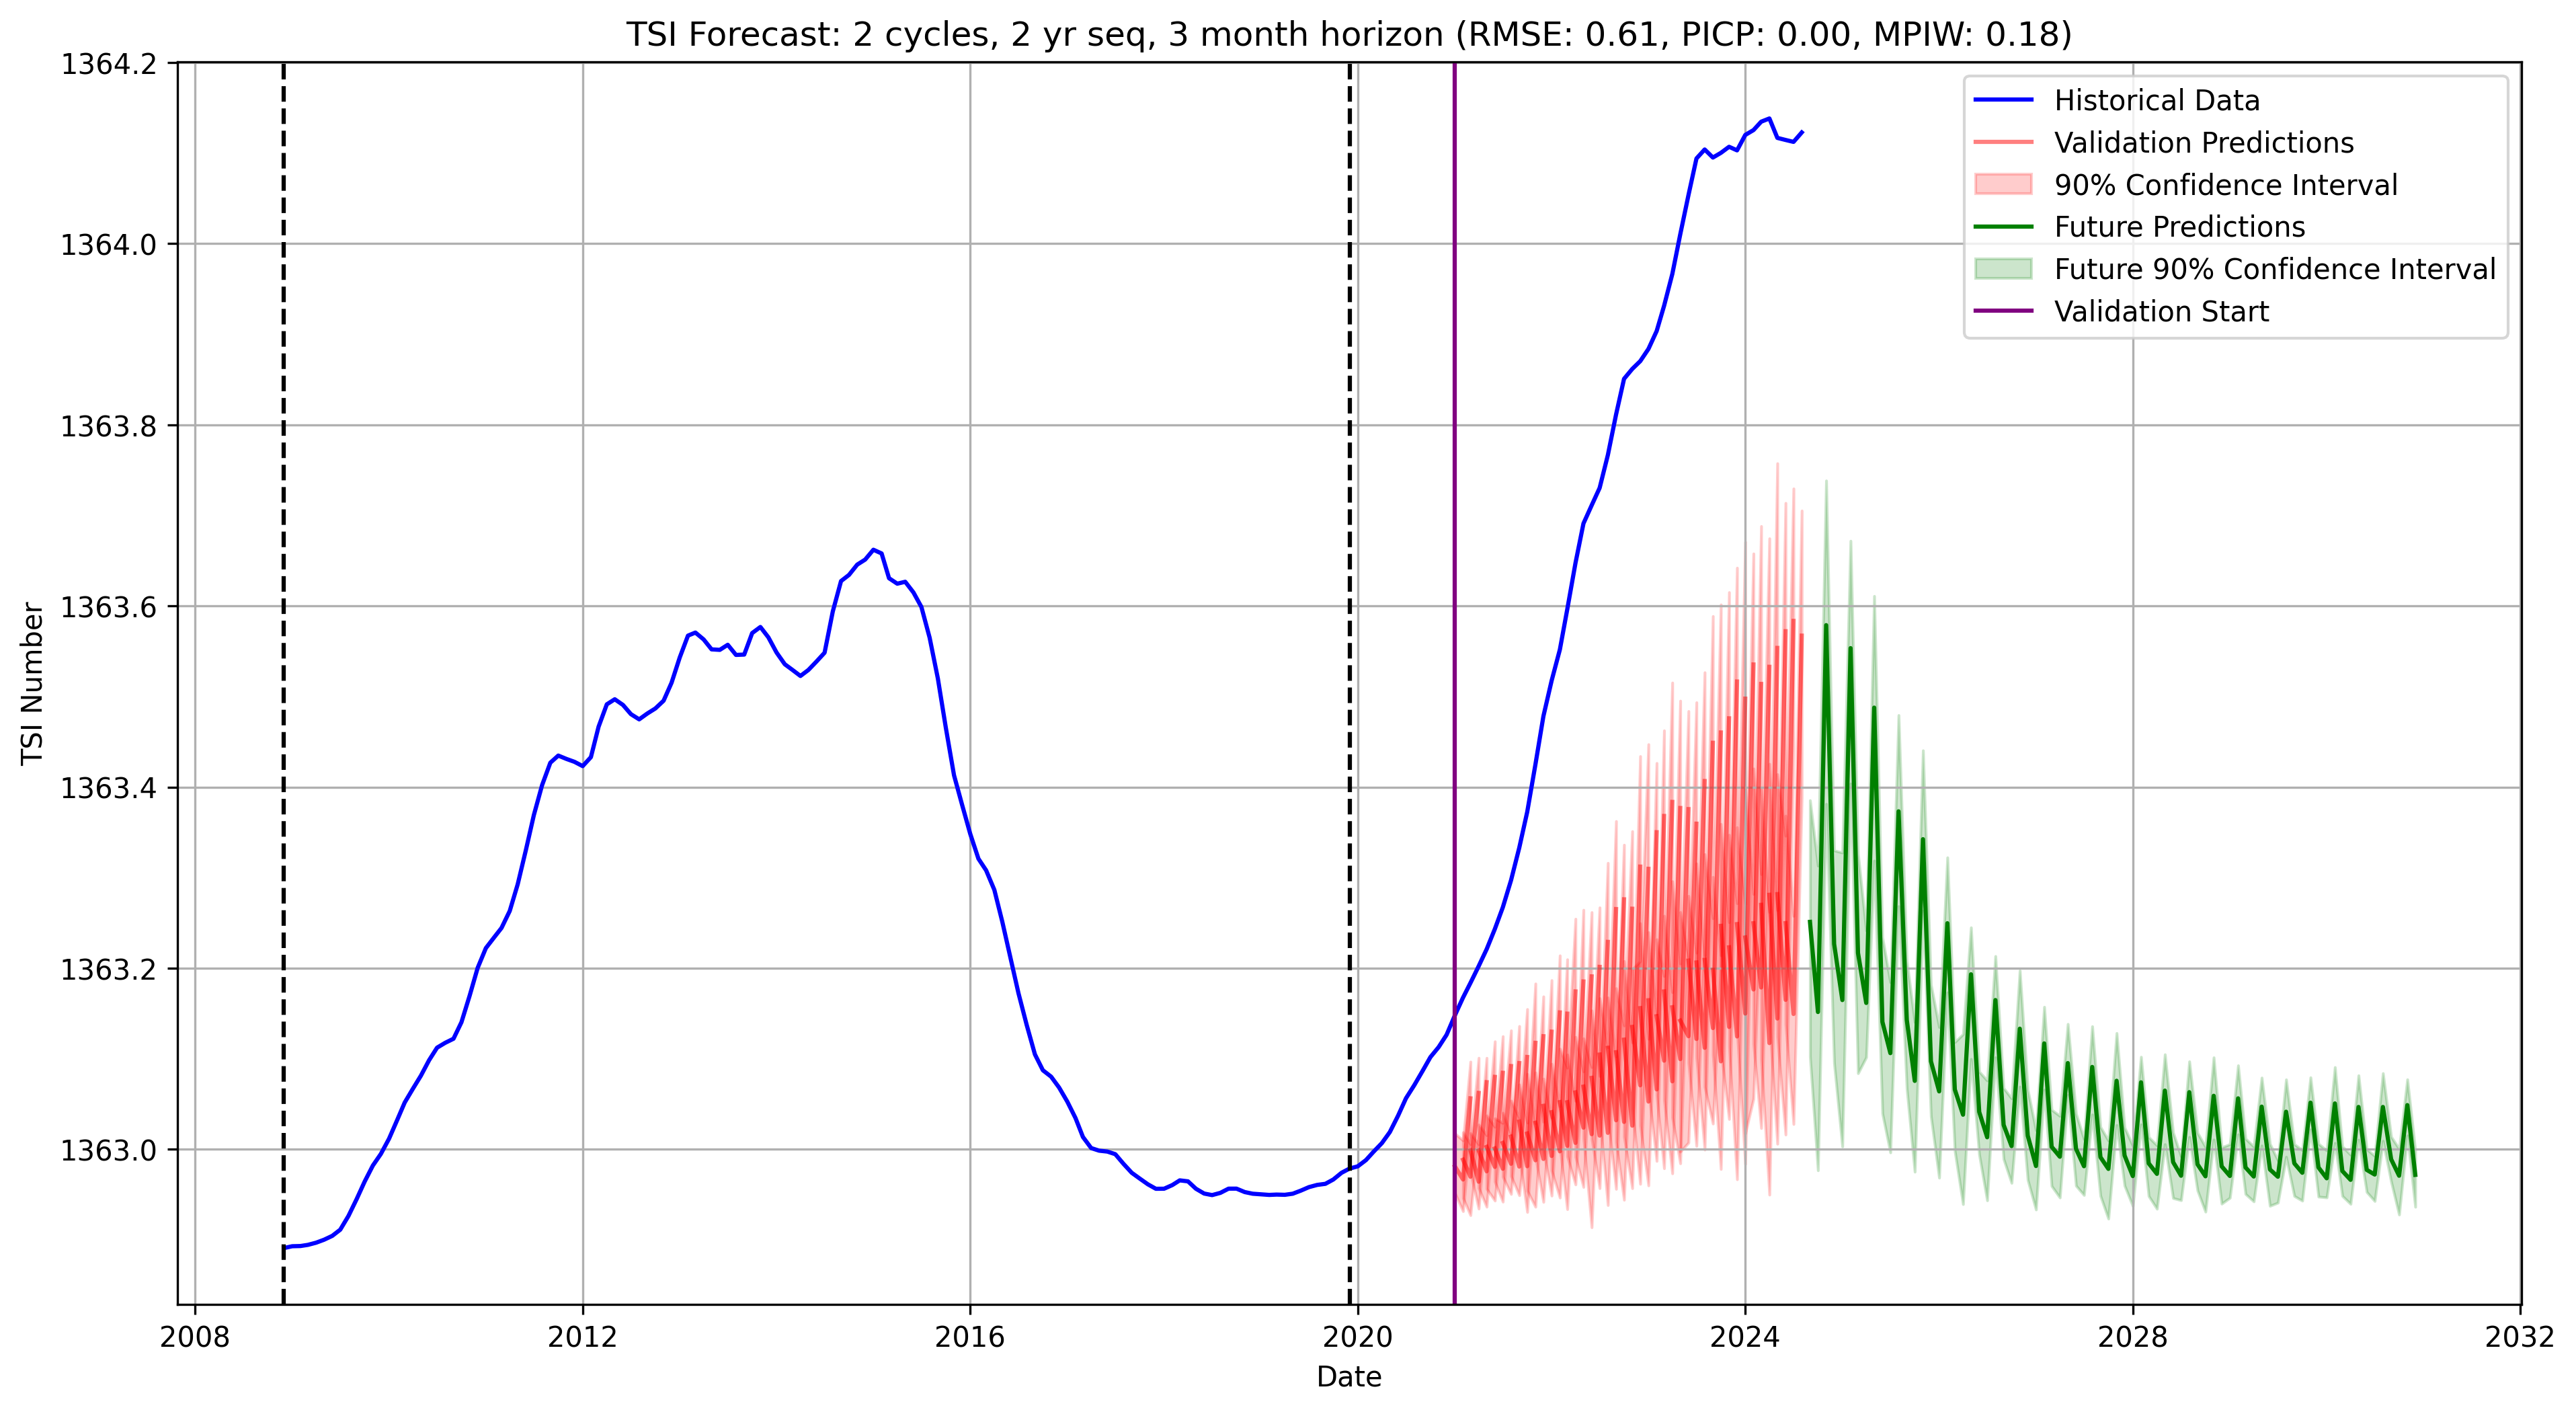 TSI Forecast: 2 cycles, 2 yr seq, 3 month horizon (RMSE: 0.61, PICP: 0.00, MPIW: 0.18)
1364.2
1364.0
1363.8
1363.6
1363.4
1363.2
1363.0
TSI Number
Historical Data
Validation Predictions
90% Confidence Interval
Future Predictions
Future 90% Confidence Interval
Validation Start
2008 2012 2016 2020 2024 2028 2032
Date